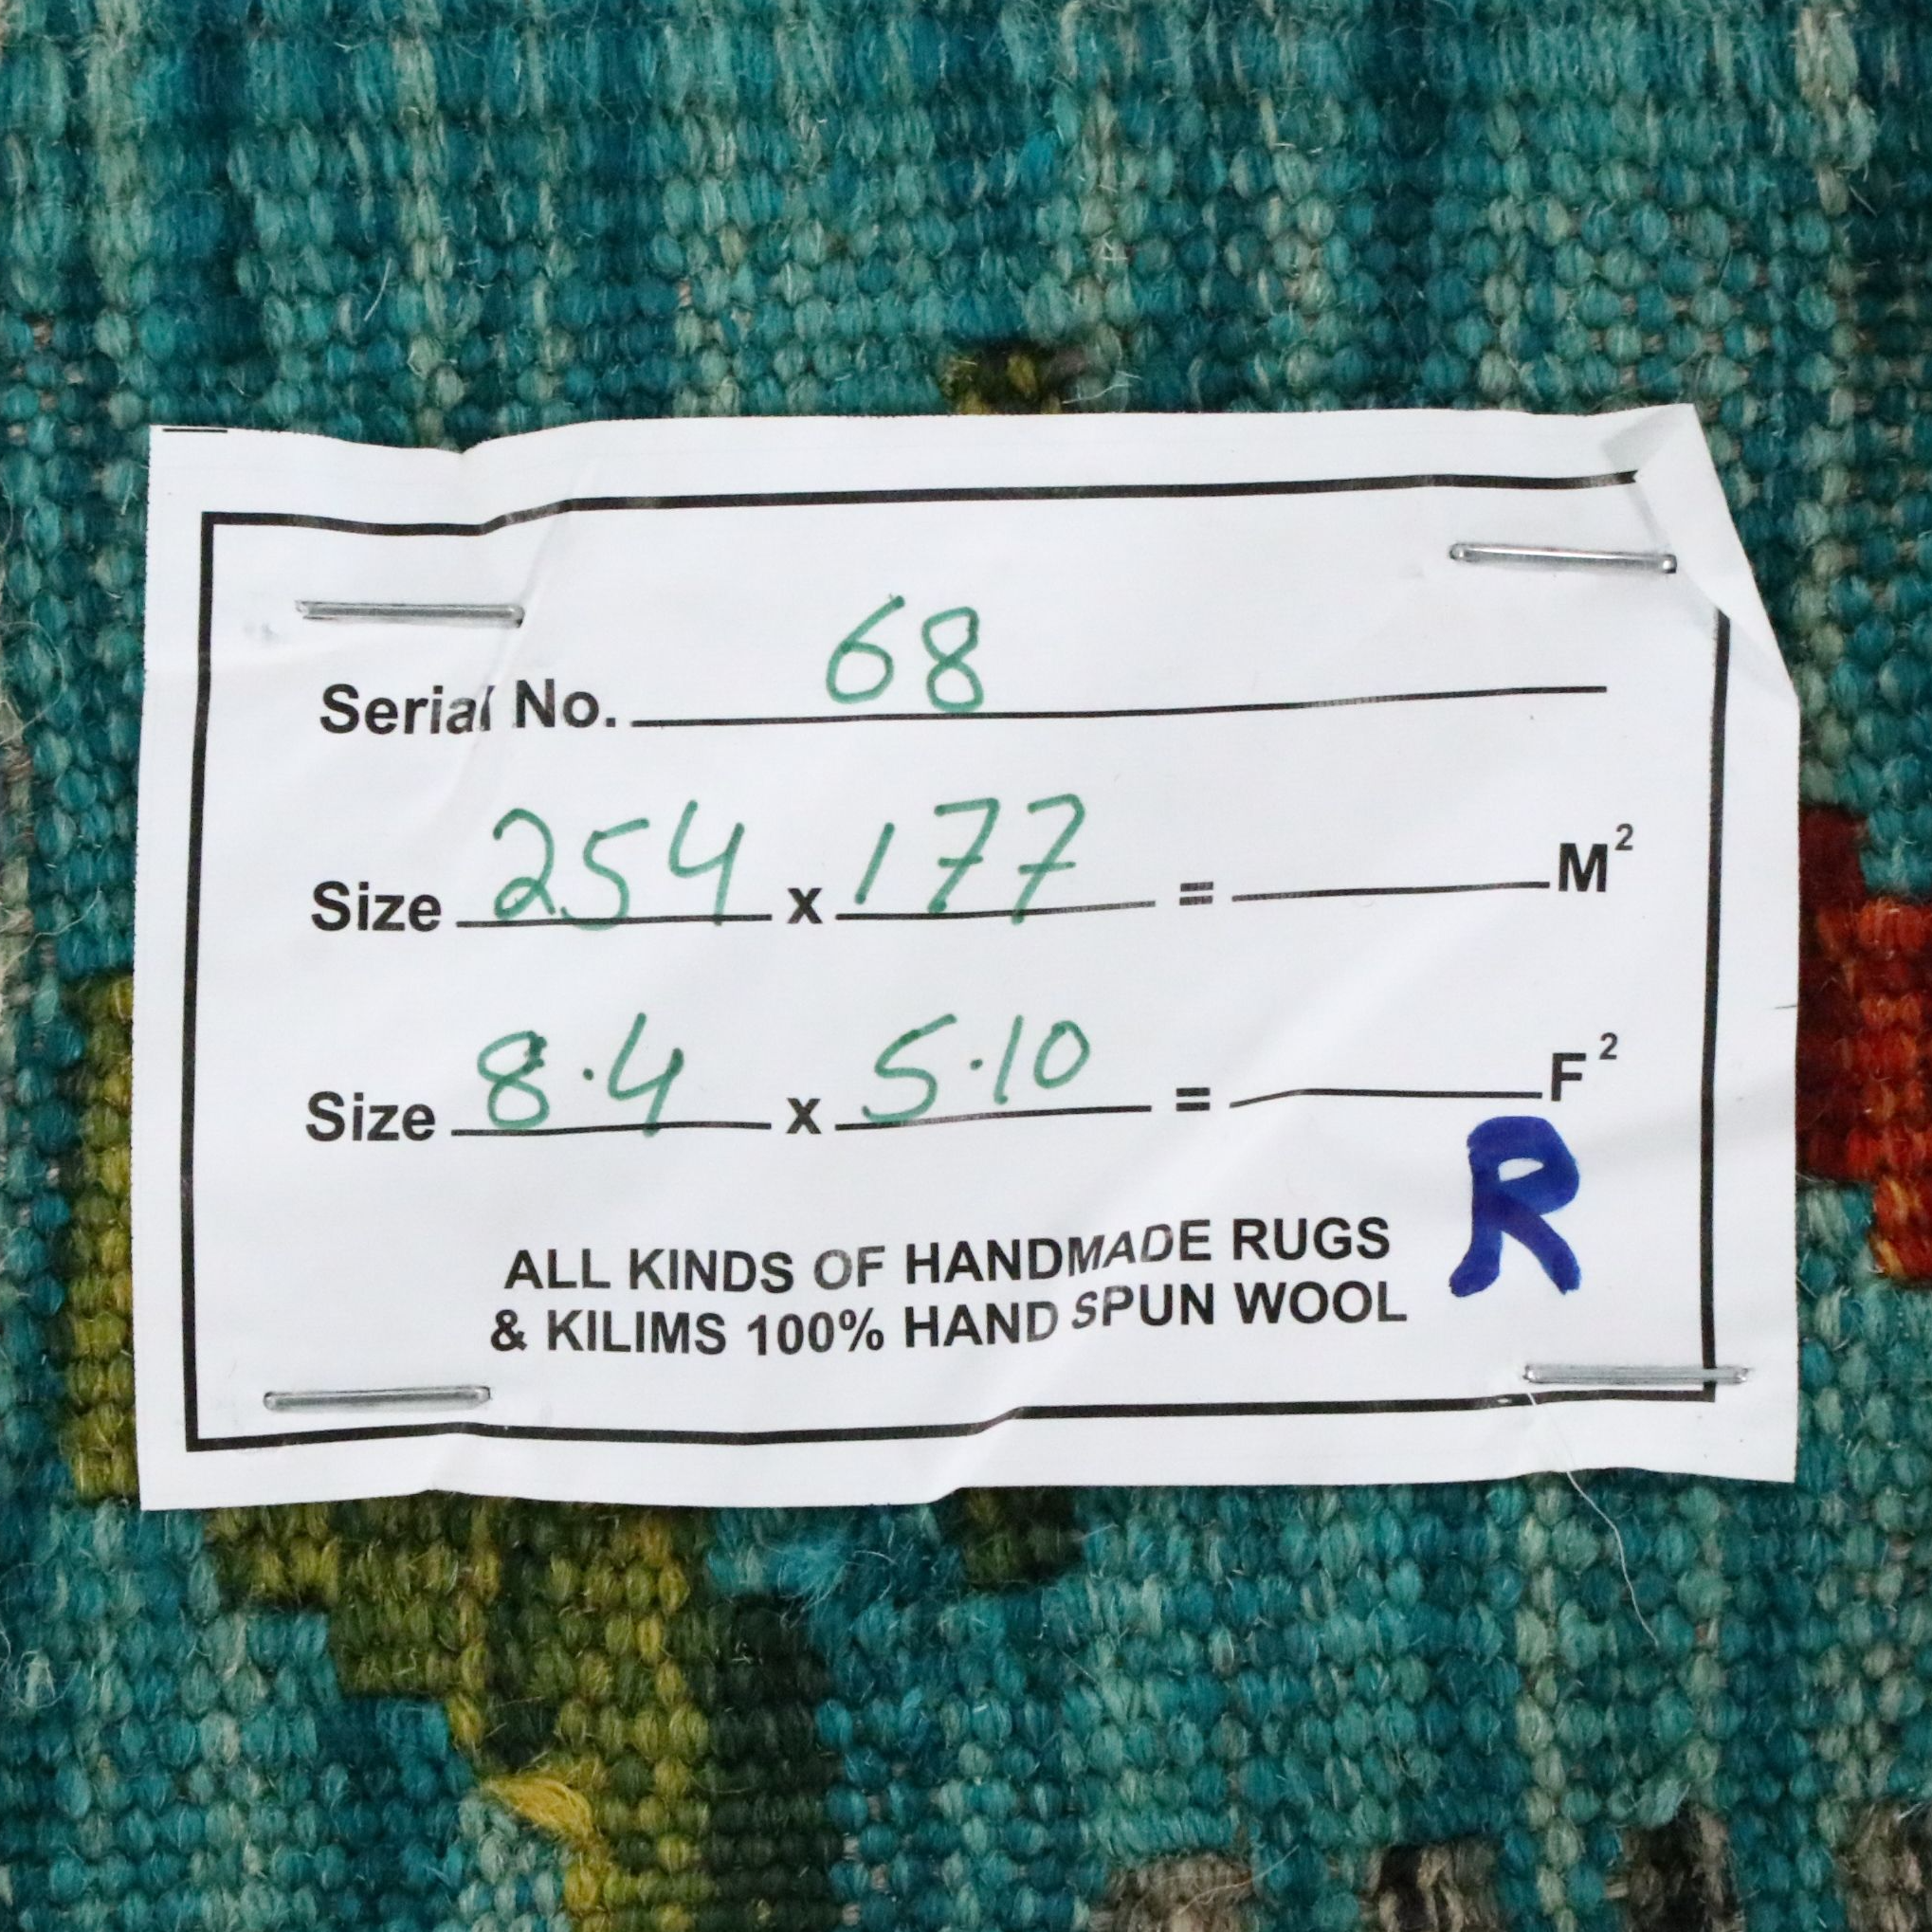 Serial No. 68
Size 254 x 177 = M²
Size 8.4 x 5.10 = F²
R
ALL KINDS OF HANDMADE RUGS
& KILIMS 100% HAND SPUN WOOL